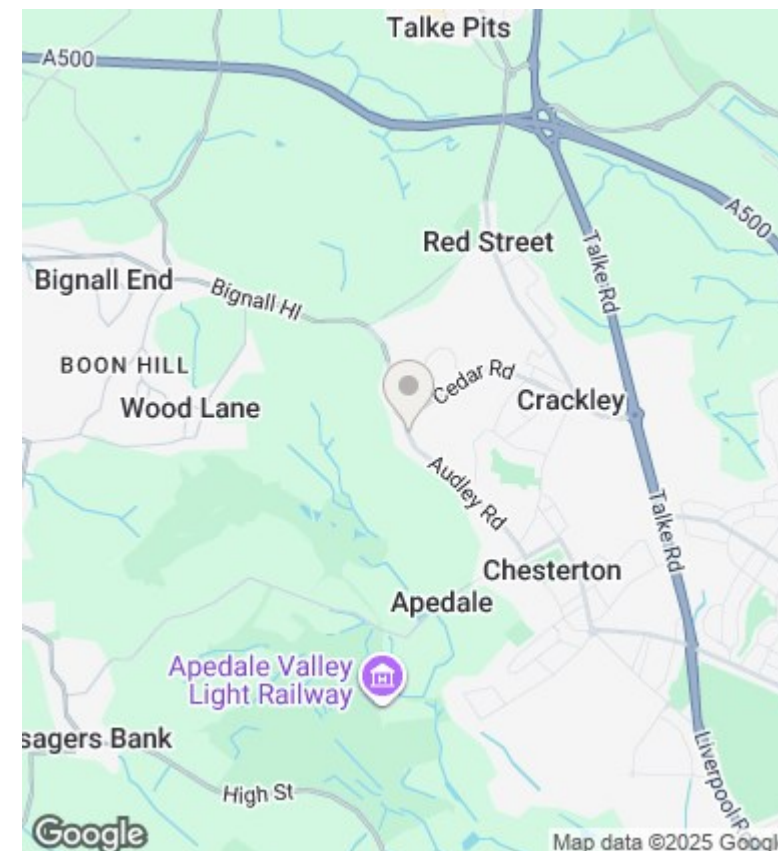 Talke Pits
A500
A500
Red Street
Talke Rd
Bignall End
Bignall Hl
BOON HILL
Cedar Rd
Wood Lane
Crackley
Audley Rd
Talke Rd
Chesterton
Apedale
Apedale Valley
Light Railway
sagers Bank
High St
Liverpool R
Google
Map data ©2025 Googl